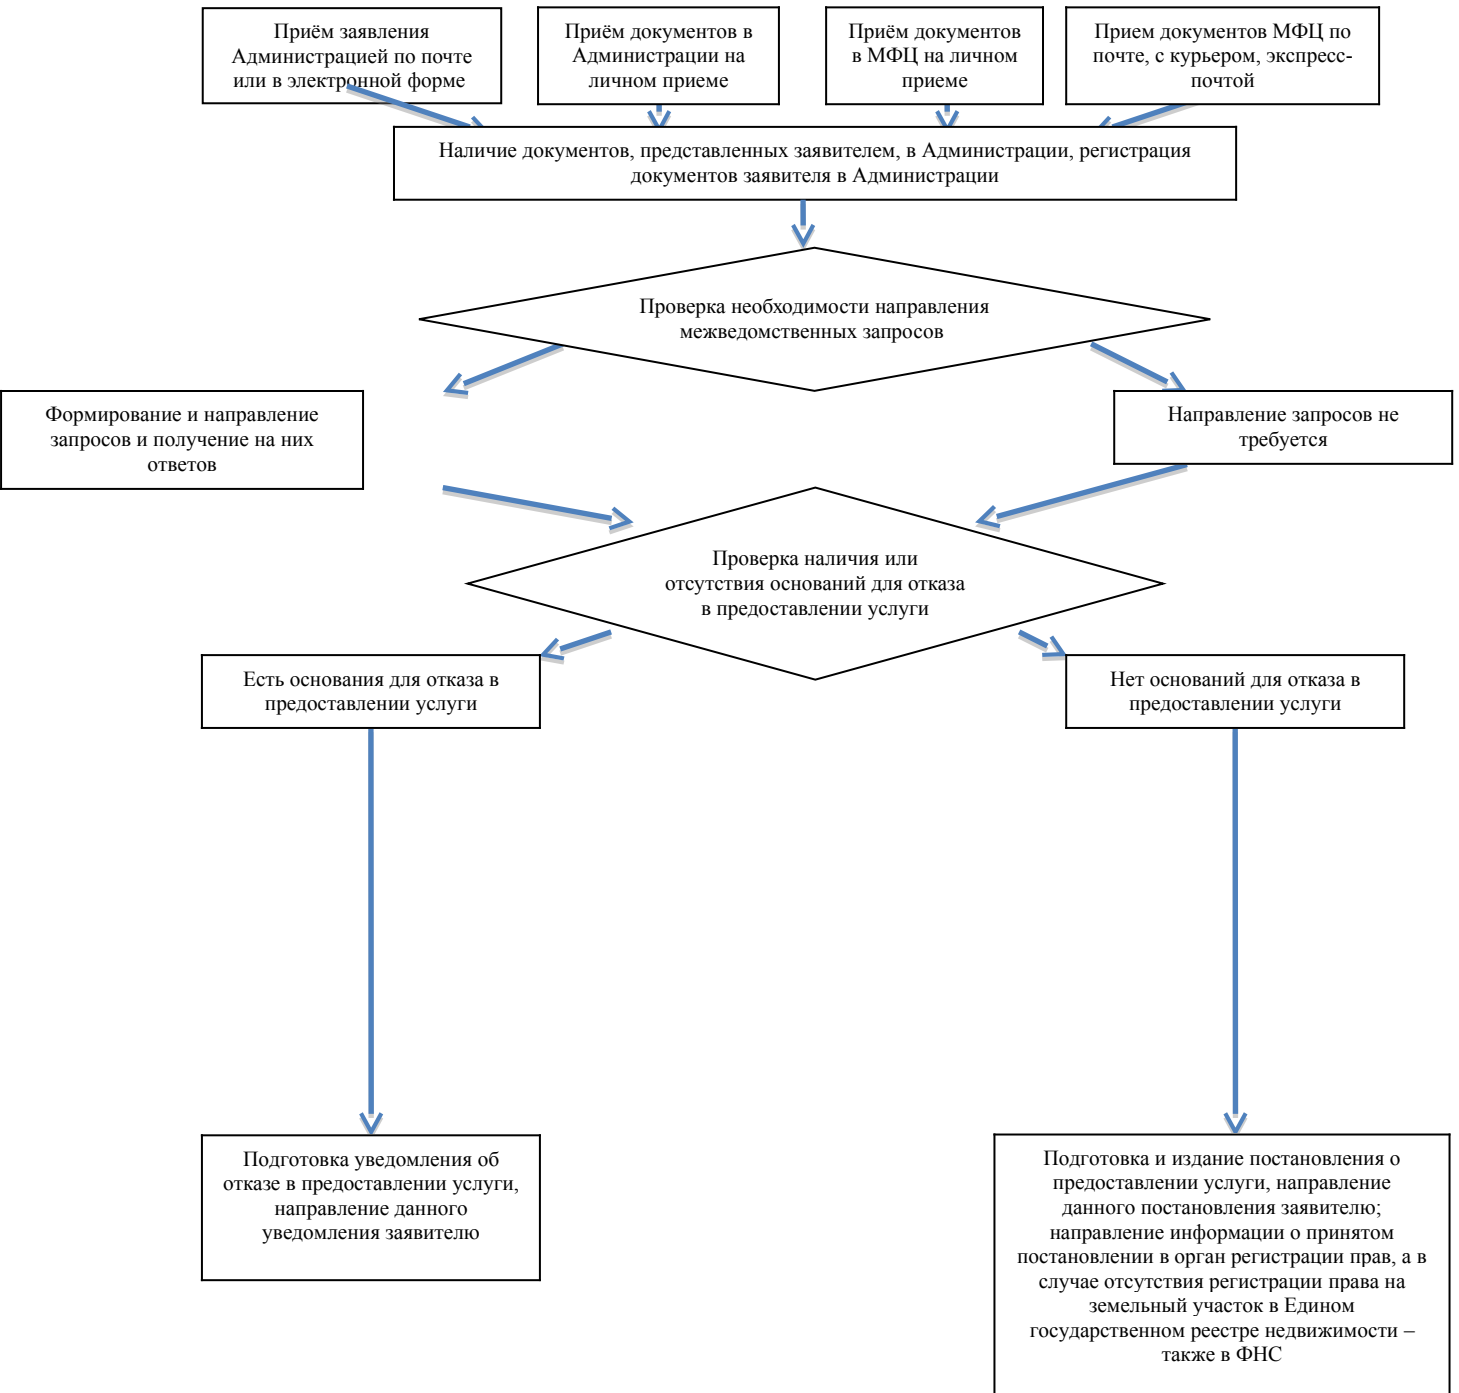 Приём заявления
Администрацией по почте
или в электронной форме
Приём документов в
Администрации на
личном приеме
Приём документов
в МФЦ на личном
приеме
Прием документов МФЦ по
почте, с курьером, экспресс-
почтой
Наличие документов, представленных заявителем, в Администрации, регистрация
документов заявителя в Администрации
Проверка необходимости направления
межведомственных запросов
Формирование и направление
запросов и получение на них
ответов
Направление запросов не
требуется
Проверка наличия или
отсутствия оснований для отказа
в предоставлении услуги
Есть основания для отказа в
предоставлении услуги
Нет оснований для отказа в
предоставлении услуги
Подготовка уведомления об
отказе в предоставлении услуги,
направление данного
уведомления заявителю
Подготовка и издание постановления о
предоставлении услуги, направление
данного постановления заявителю;
направление информации о принятом
постановлении в орган регистрации прав, а в
случае отсутствия регистрации права на
земельный участок в Едином
государственном реестре недвижимости –
также в ФНС